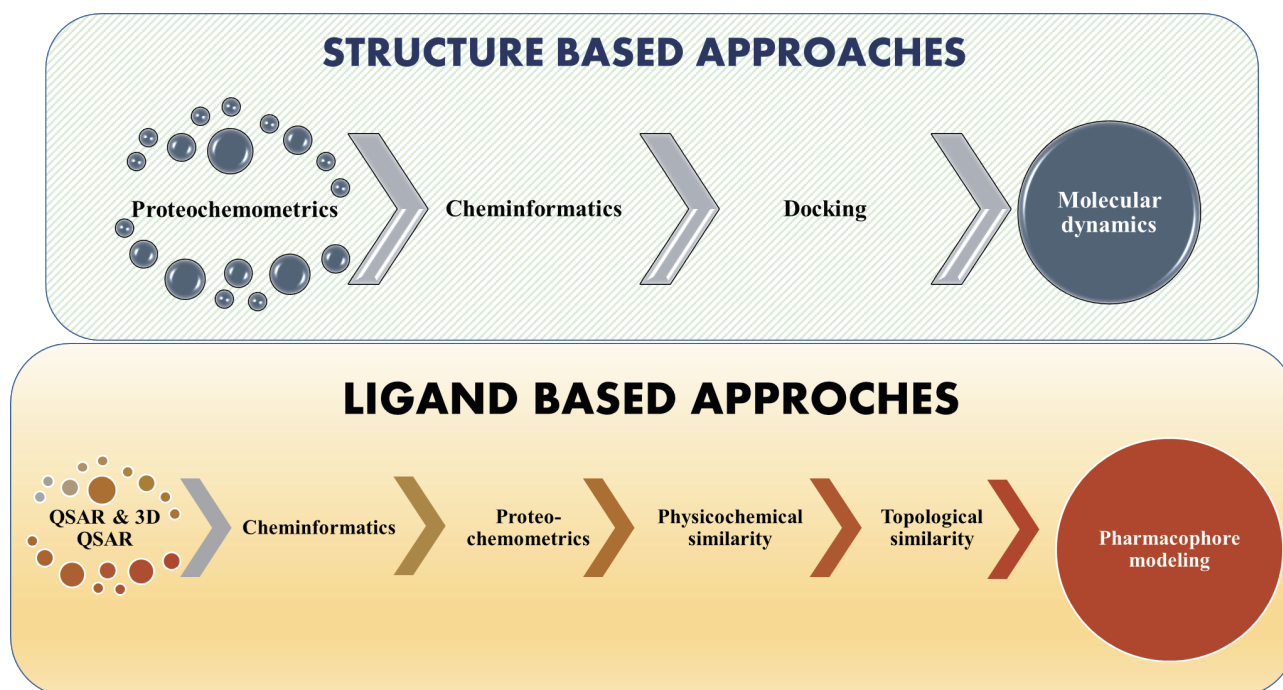 STRUCTURE BASED APPROACHES
Proteochemometrics
Cheminformatics
Docking
Molecular
dynamics
LIGAND BASED APPROCHES
QSAR & 3D
QSAR
Cheminformatics
Proteo-
chemometrics
Physicochemical
similarity
Topological
similarity
Pharmacophore
modeling